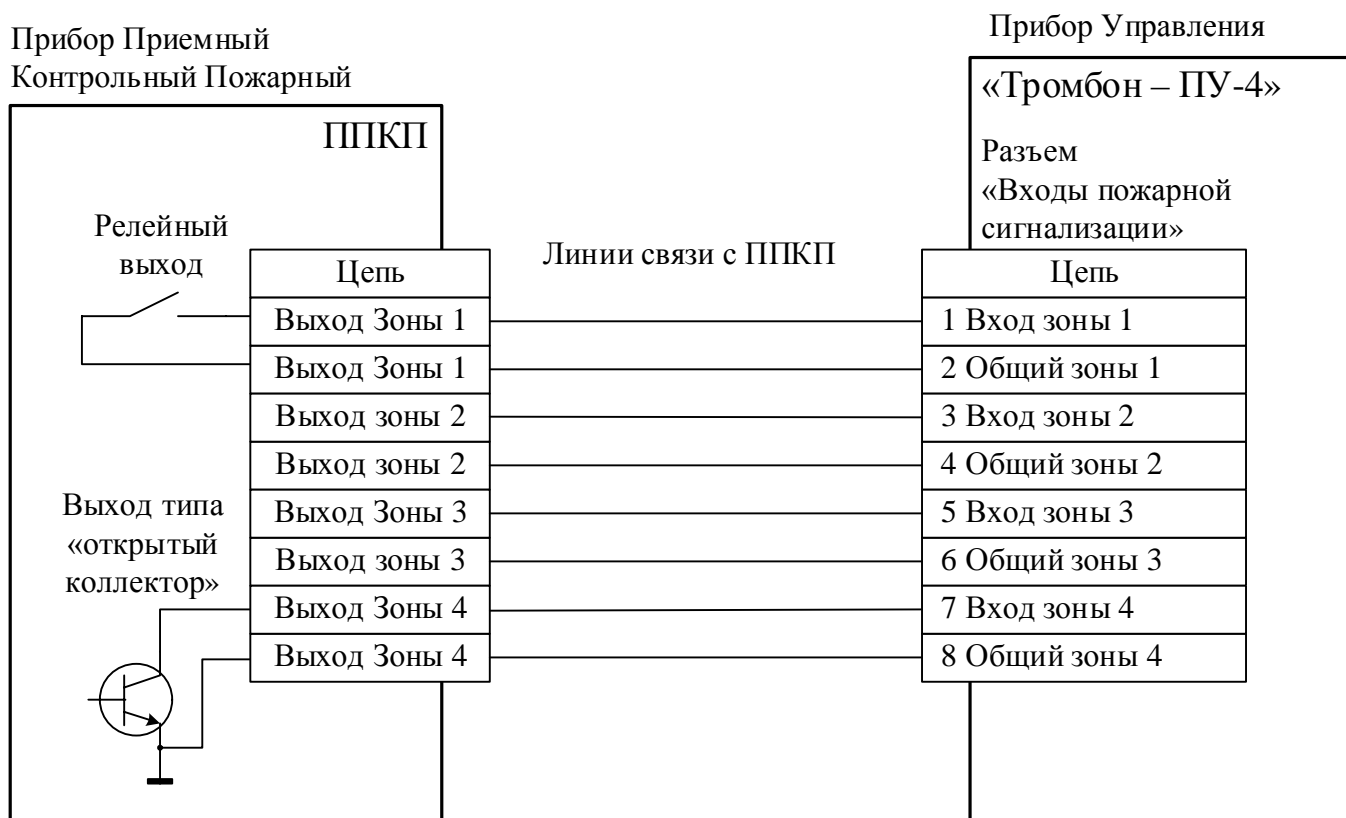 Прибор Приемный
Контрольный Пожарный
ППКП
Релейный
выход
Выход типа
«открытый
коллектор»
Цепь
Выход Зоны 1
Выход Зоны 1
Выход зоны 2
Выход зоны 2
Выход Зоны 3
Выход зоны 3
Выход Зоны 4
Выход Зоны 4
Линии связи с ППКП
Прибор Управления
«Тромбон – ПУ-4»
Разъем
«Входы пожарной
сигнализации»
Цепь
1 Вход зоны 1
2 Общий зоны 1
3 Вход зоны 2
4 Общий зоны 2
5 Вход зоны 3
6 Общий зоны 3
7 Вход зоны 4
8 Общий зоны 4